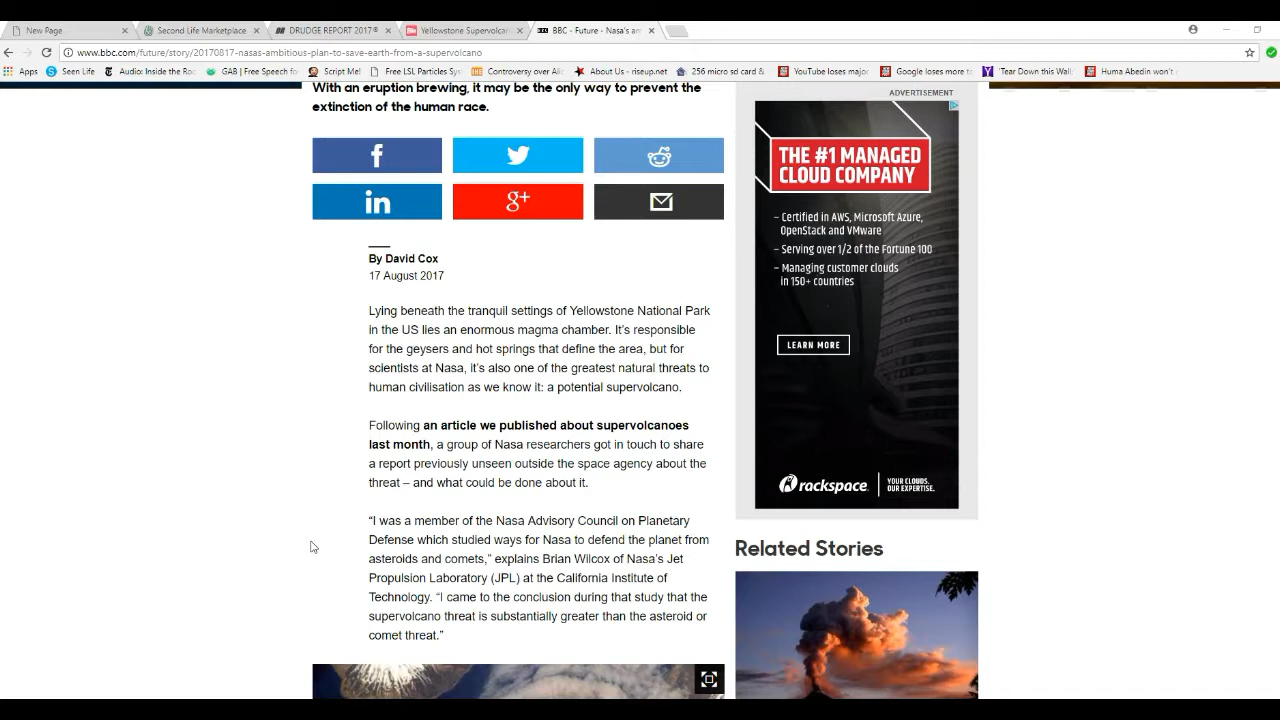 New Page
Second Life Marketplace
DRUDGE REPORT 2017®
Yellowstone Supervolcano
BBC - Future - Nasa's am
www.bbc.com/future/story/20170817-nasas-ambitious-plan-to-save-earth-from-a-supervolcano
Apps
Seen Life
Audio: Inside the Roc
GAB | Free Speech fo
Script Me!
Free LSL Particles Sys
Controversy over Alie
About Us - riseup.net
256 micro sd card &
YouTube loses majo
Google loses more ta
'Tear Down this Wall
Huma Abedin won't
With an eruption brewing, it may be the only way to prevent the
extinction of the human race.
By David Cox
17 August 2017
Lying beneath the tranquil settings of Yellowstone National Park
in the US lies an enormous magma chamber. It's responsible
for the geysers and hot springs that define the area, but for
scientists at Nasa, it's also one of the greatest natural threats to
human civilisation as we know it: a potential supervolcano.
Following an article we published about supervolcanoes
last month, a group of Nasa researchers got in touch to share
a report previously unseen outside the space agency about the
threat – and what could be done about it.
“I was a member of the Nasa Advisory Council on Planetary
Defense which studied ways for Nasa to defend the planet from
asteroids and comets,” explains Brian Wilcox of Nasa's Jet
Propulsion Laboratory (JPL) at the California Institute of
Technology. “I came to the conclusion during that study that the
supervolcano threat is substantially greater than the asteroid or
comet threat.”
ADVERTISEMENT
THE #1 MANAGED
CLOUD COMPANY
– Certified in AWS, Microsoft Azure,
OpenStack and VMware
– Serving over 1/2 of the Fortune 100
– Managing customer clouds
in 150+ countries
LEARN MORE
rackspace. YOUR CLOUDS.
OUR EXPERTISE.
Related Stories